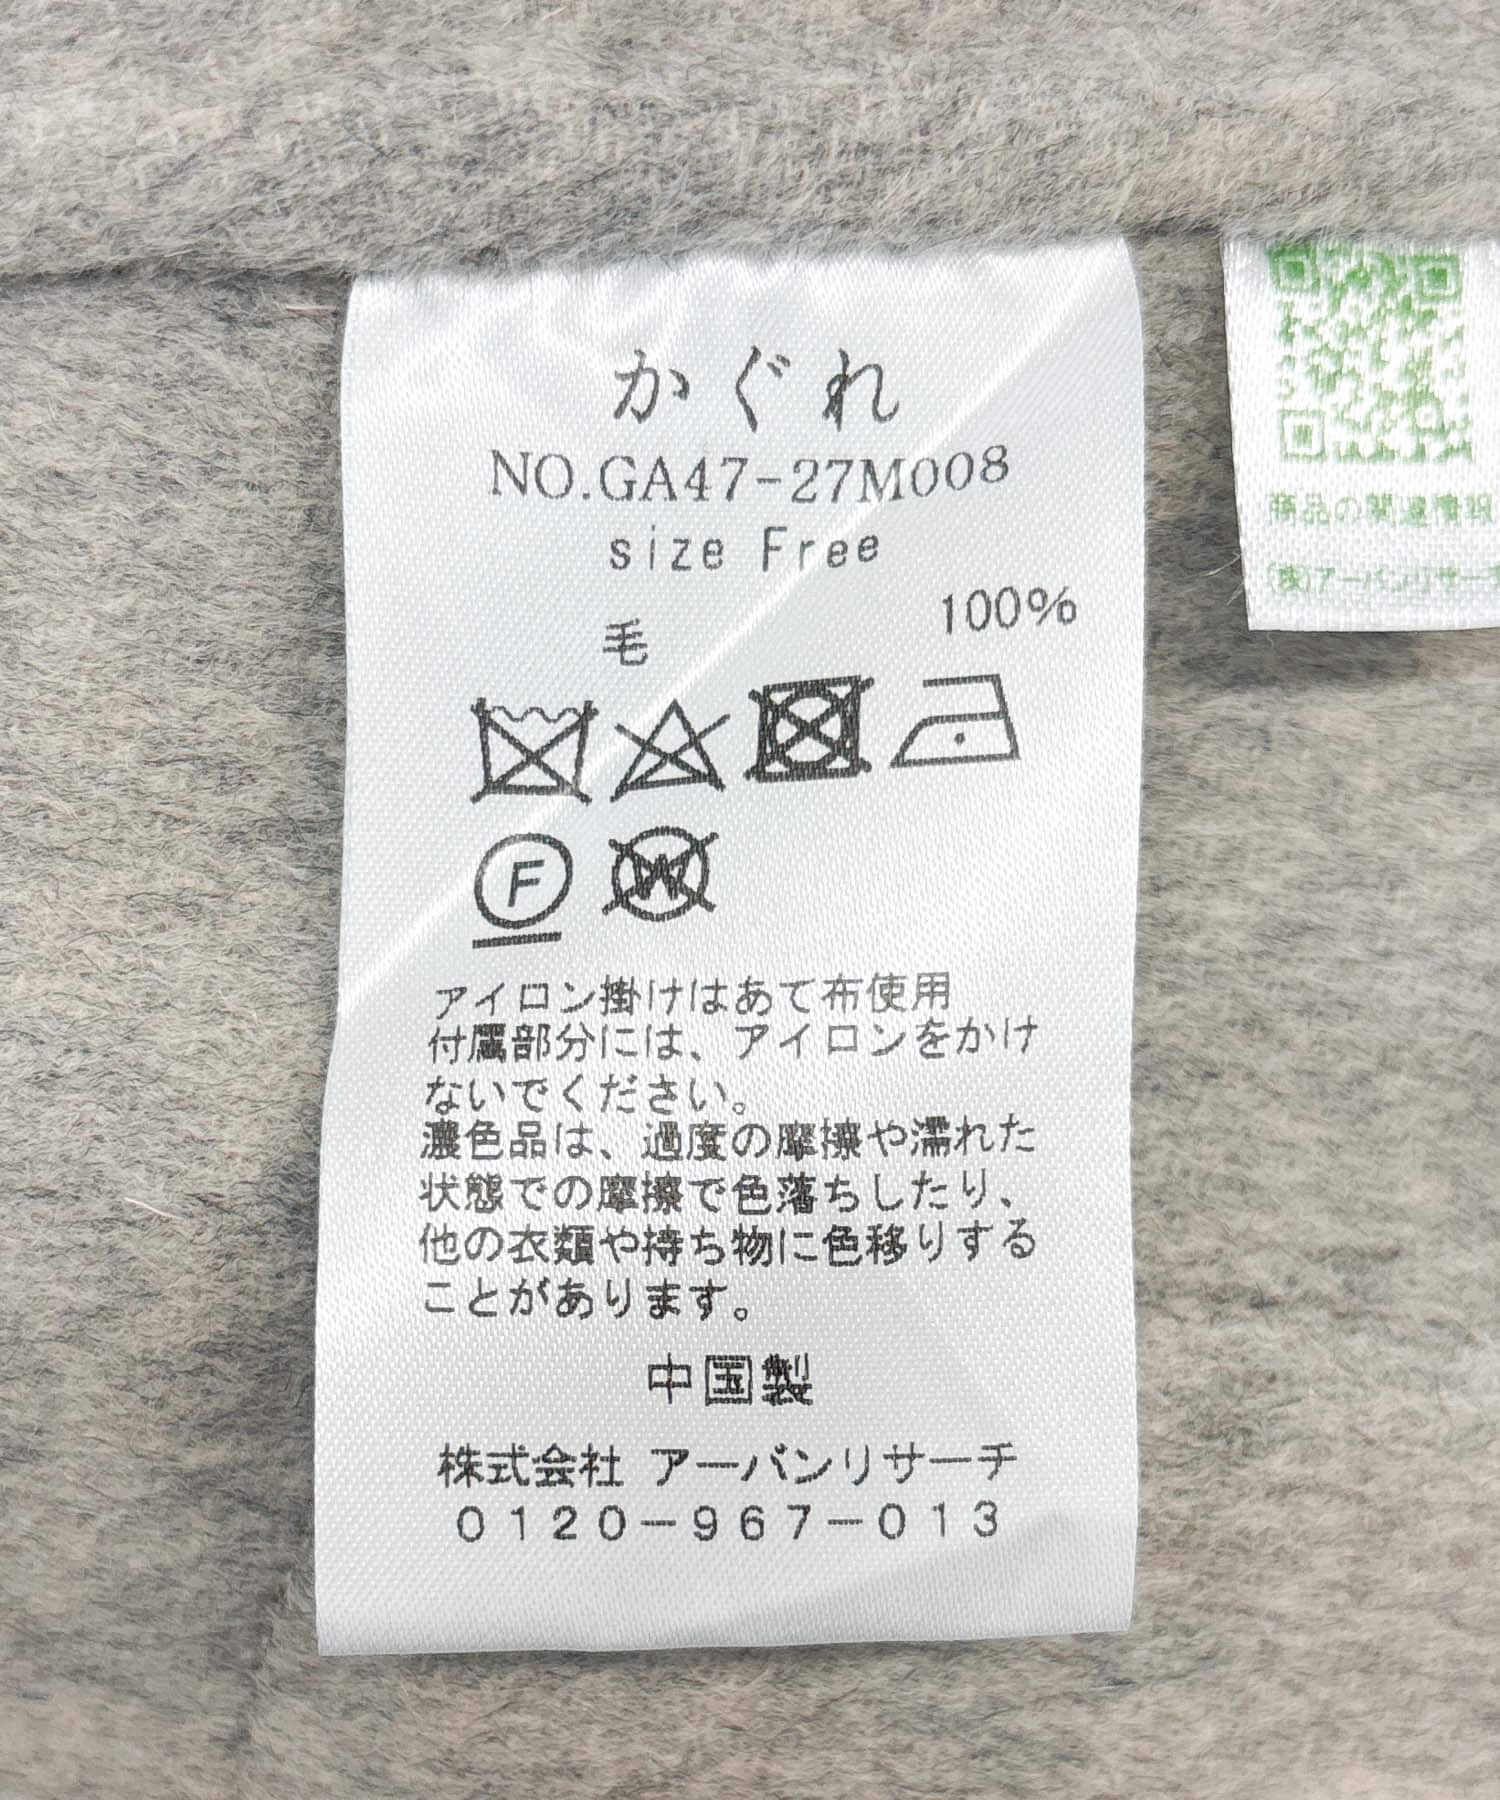 かぐれ
NO.GA47-27M008
size Free
毛 100%
F W
アイロン掛けはあて布使用
付属部分には、アイロンをかけ
ないでください。
濃色品は、過度の摩擦や濡れた
状態での摩擦で色落ちしたり、
他の衣類や持ち物に色移りする
ことがあります。
中国製
株式会社 アーバンリサーチ
0120-967-013
商品の関連情報
(株)アーバンリサーチ